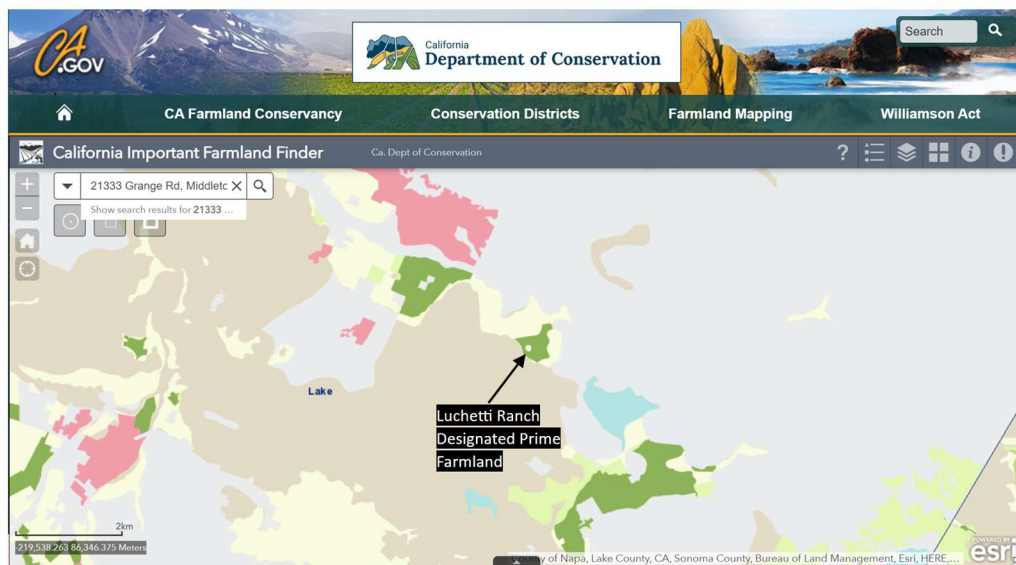 CA
.GOV
California
Department of Conservation
Search
CA Farmland Conservancy
Conservation Districts
Farmland Mapping
Williamson Act
California Important Farmland Finder
Ca. Dept of Conservation
?
+
21333 Grange Rd, Middletc
Show search results for 21333 ...
−
Lake
Luchetti Ranch
Designated Prime
Farmland
2km
-219,538.263 86,346.375 Meters
of Napa, Lake County, CA, Sonoma County, Bureau of Land Management, Esri, HERE,...
POWERED BY
esri